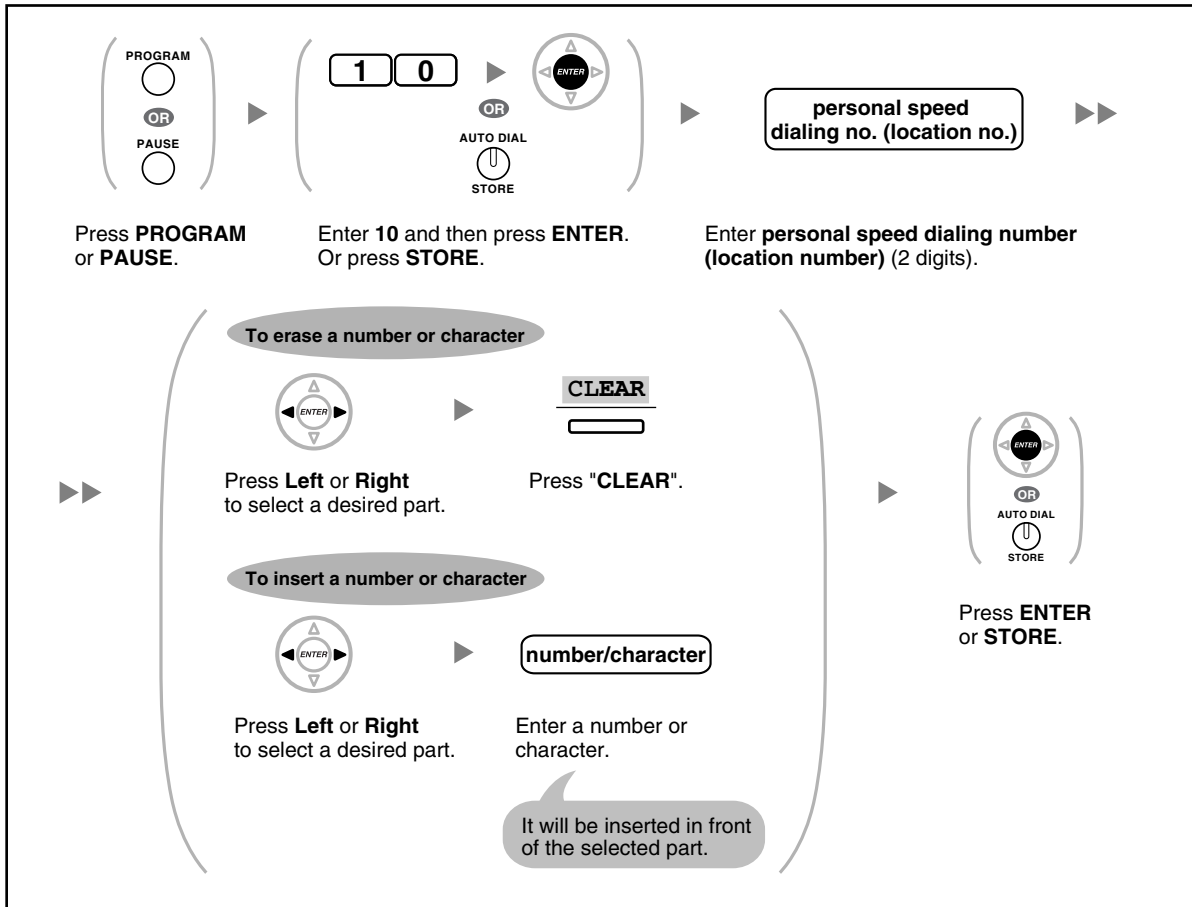 PROGRAM
OR
PAUSE
1 0
ENTER
OR
AUTO DIAL
STORE
personal speed
dialing no. (location no.)
Press PROGRAM
or PAUSE.
Enter 10 and then press ENTER.
Or press STORE.
Enter personal speed dialing number
(location number) (2 digits).
To erase a number or character
ENTER
CLEAR
Press Left or Right
to select a desired part.
Press "CLEAR".
To insert a number or character
ENTER
number/character
Press Left or Right
to select a desired part.
Enter a number or
character.
It will be inserted in front
of the selected part.
ENTER
OR
AUTO DIAL
STORE
Press ENTER
or STORE.